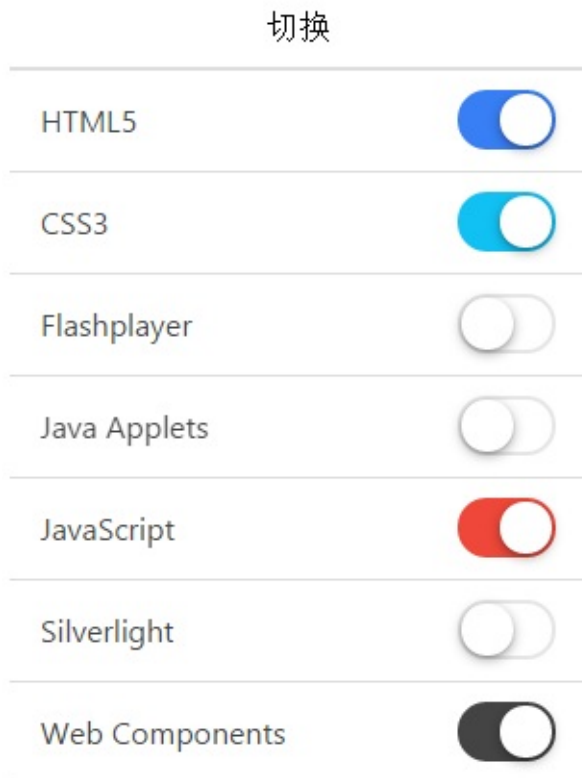 切换
HTML5
CSS3
Flashplayer
Java Applets
JavaScript
Silverlight
Web Components